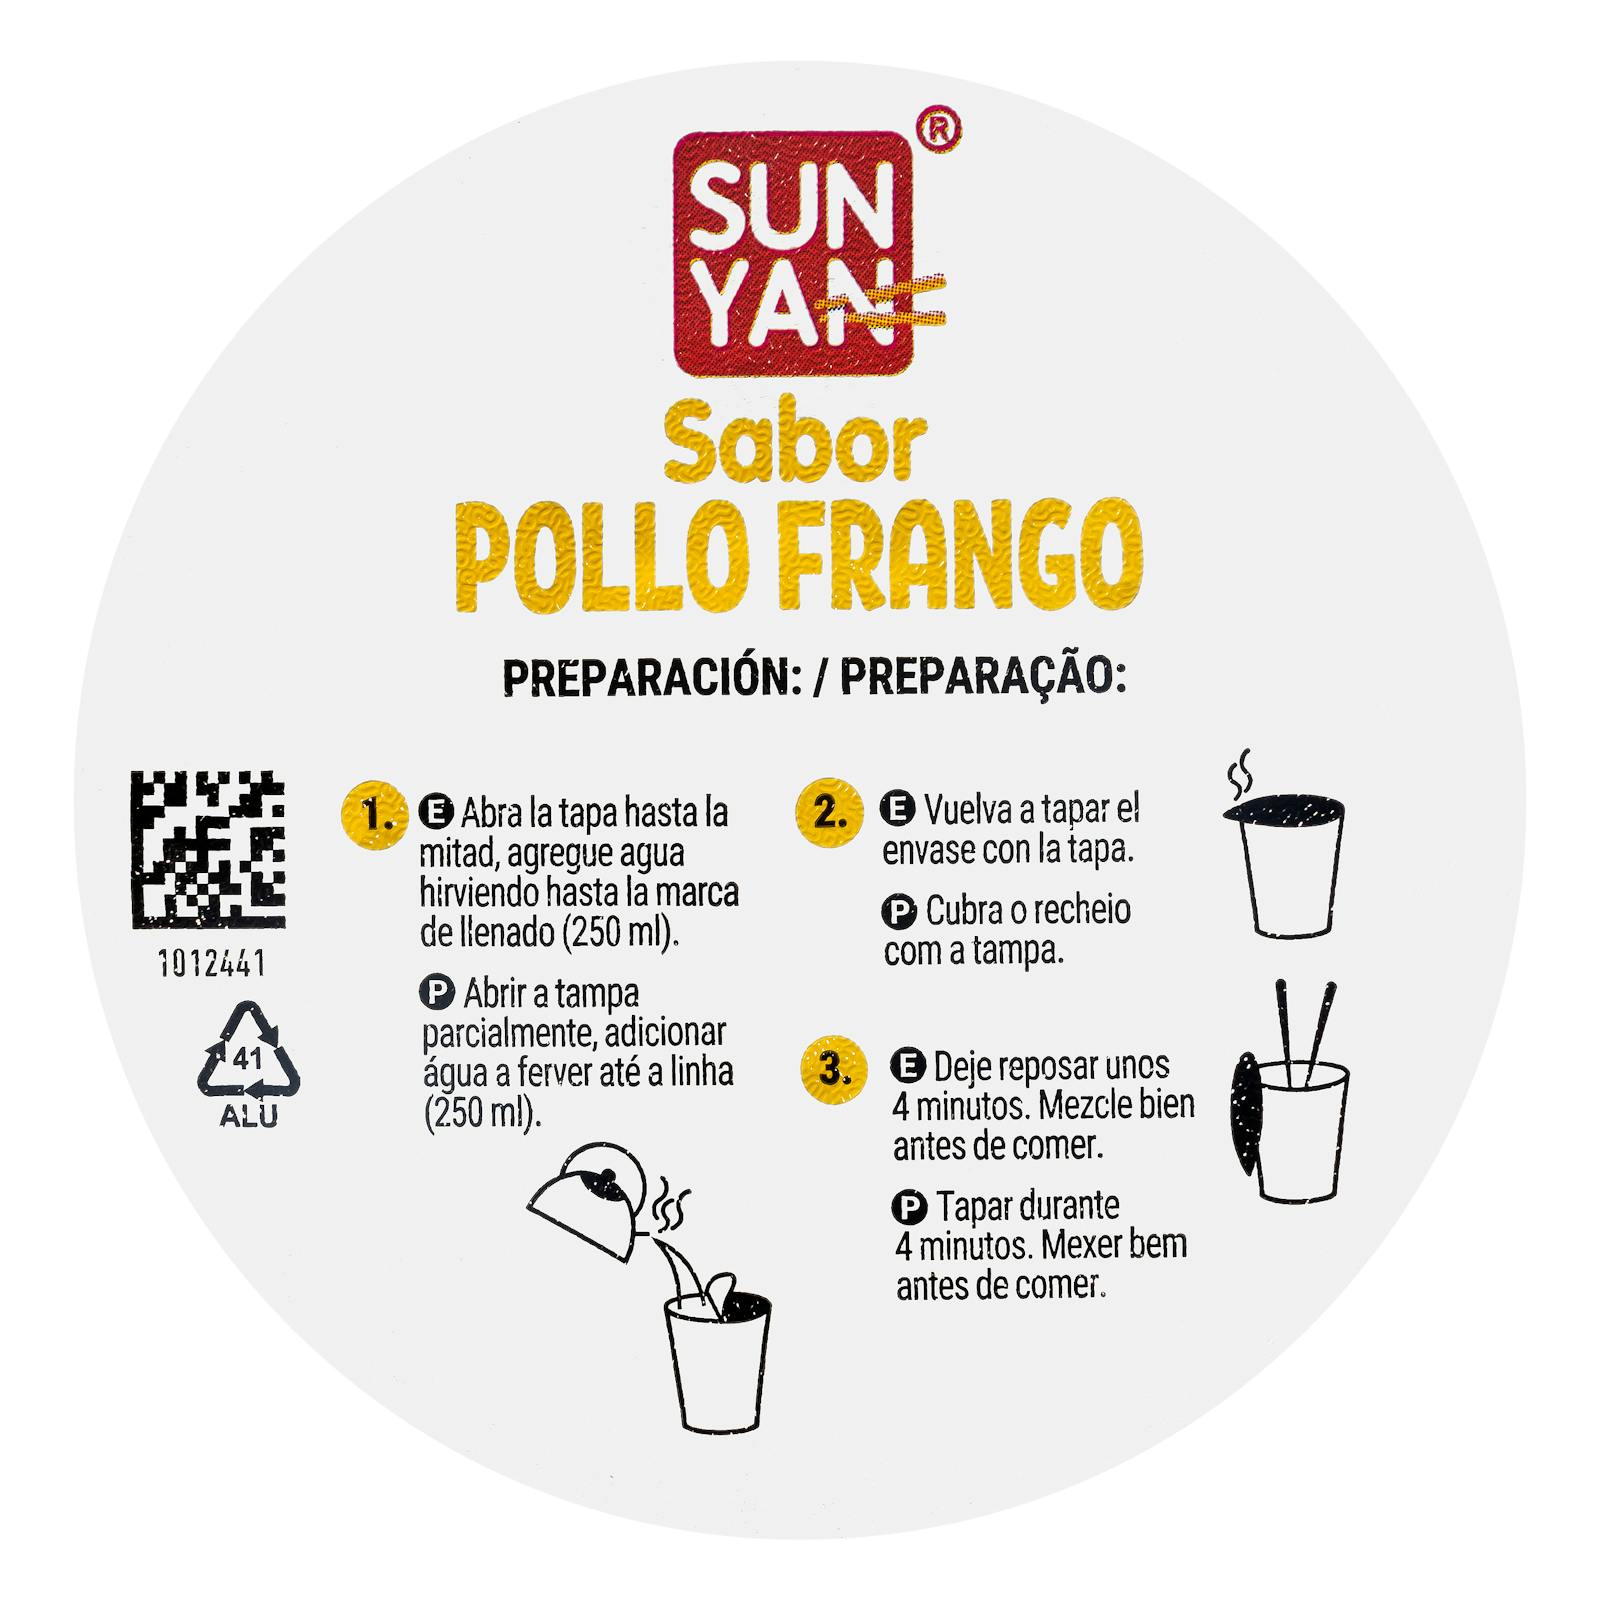 SUN
YAN
®
Sabor
POLLO FRANGO
PREPARACIÓN: / PREPARAÇÃO:
1. E Abra la tapa hasta la
mitad, agregue agua
hirviendo hasta la marca
de llenado (250 ml).
P Abrir a tampa
parcialmente, adicionar
água a ferver até a linha
(250 ml).
2. E Vuelva a tapar el
envase con la tapa.
P Cubra o recheio
com a tampa.
3. E Deje reposar unos
4 minutos. Mezcle bien
antes de comer.
P Tapar durante
4 minutos. Mexer bem
antes de comer.
1012441
41
ALU